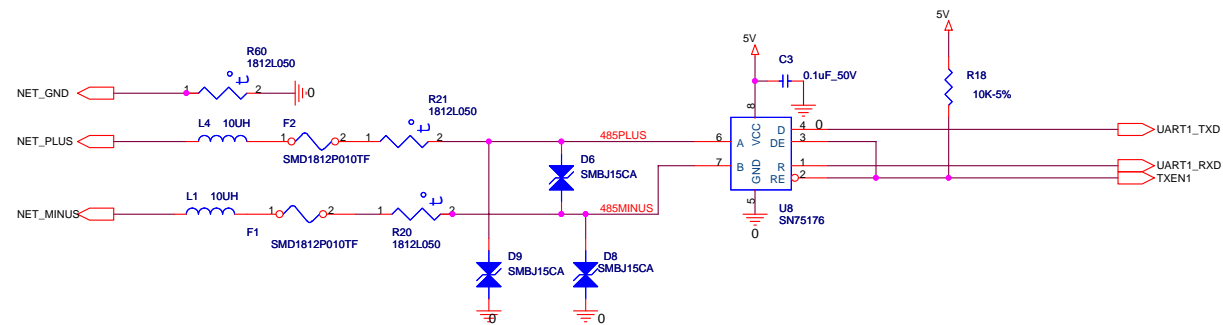 5V
5V
R60
1812L050
C3
0.1uF_50V
R18
10K-5%
NET_GND
1
2
0
R21
1812L050
8
L4 10UH
F2
NET_PLUS
1
2
1
2
485PLUS
6
A
VCC
D
4
0
UART1_TXD
SMD1812P010TF
DE
3
D6
SMBJ15CA
7
B
GND
R
1
UART1_RXD
RE
2
TXEN1
L1 10UH
5
U8
SN75176
NET_MINUS
1
2
1
2
485MINUS
0
F1
SMD1812P010TF
R20
1812L050
D9
SMBJ15CA
D8
SMBJ15CA
0
0